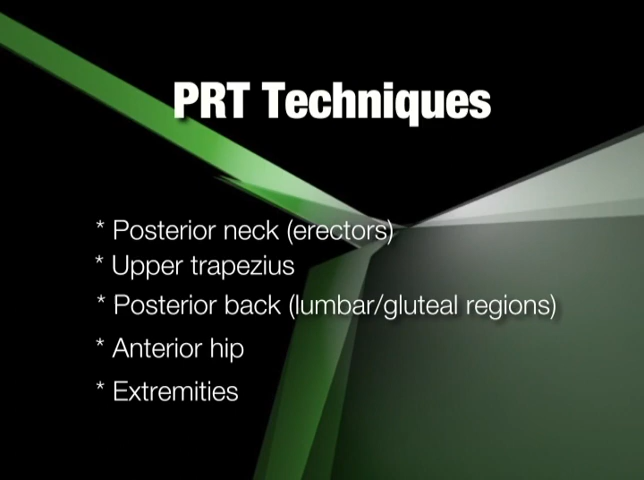 PRT Techniques
* Posterior neck (erectors)
* Upper trapezius
* Posterior back (lumbar/gluteal regions)
* Anterior hip
* Extremities